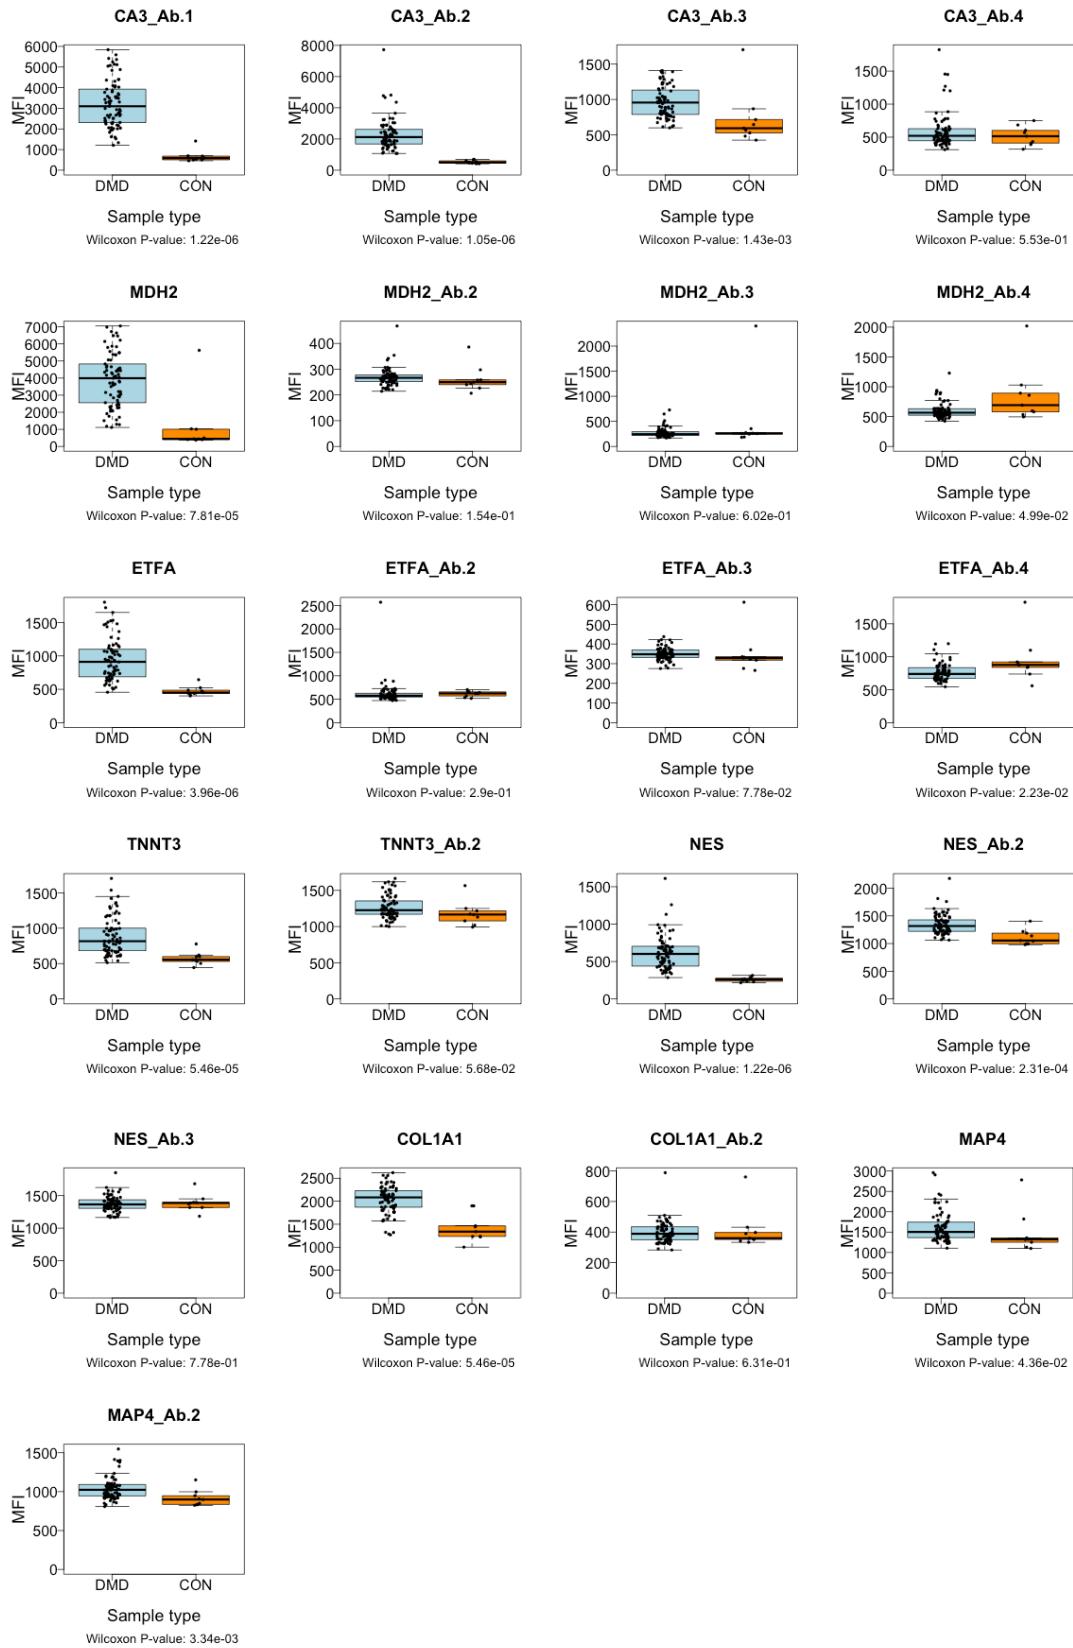 CA3_Ab.1 CA3_Ab.2 CA3_Ab.3 CA3_Ab.4
MFI
6000
5000
4000
3000
2000
1000
0
DMD CON
Sample type
Wilcoxon P-value: 1.22e-06
MFI
8000
6000
4000
2000
0
DMD CON
Sample type
Wilcoxon P-value: 1.05e-06
MFI
1500
1000
500
0
DMD CON
Sample type
Wilcoxon P-value: 1.43e-03
MFI
1500
1000
500
0
DMD CON
Sample type
Wilcoxon P-value: 5.53e-01
MDH2 MDH2_Ab.2 MDH2_Ab.3 MDH2_Ab.4
MFI
7000
6000
5000
4000
3000
2000
1000
0
DMD CON
Sample type
Wilcoxon P-value: 7.81e-05
MFI
400
300
200
100
0
DMD CON
Sample type
Wilcoxon P-value: 1.54e-01
MFI
2000
1500
1000
500
0
DMD CON
Sample type
Wilcoxon P-value: 6.02e-01
MFI
2000
1500
1000
500
0
DMD CON
Sample type
Wilcoxon P-value: 4.99e-02
ETFA ETFA_Ab.2 ETFA_Ab.3 ETFA_Ab.4
MFI
1500
1000
500
0
DMD CON
Sample type
Wilcoxon P-value: 3.96e-06
MFI
2500
2000
1500
1000
500
0
DMD CON
Sample type
Wilcoxon P-value: 2.9e-01
MFI
600
500
400
300
200
100
0
DMD CON
Sample type
Wilcoxon P-value: 7.78e-02
MFI
1500
1000
500
0
DMD CON
Sample type
Wilcoxon P-value: 2.23e-02
TNNT3 TNNT3_Ab.2 NES NES_Ab.2
MFI
1500
1000
500
0
DMD CON
Sample type
Wilcoxon P-value: 5.46e-05
MFI
1500
1000
500
0
DMD CON
Sample type
Wilcoxon P-value: 5.68e-02
MFI
1500
1000
500
0
DMD CON
Sample type
Wilcoxon P-value: 1.22e-06
MFI
2000
1500
1000
500
0
DMD CON
Sample type
Wilcoxon P-value: 2.31e-04
NES_Ab.3 COL1A1 COL1A1_Ab.2 MAP4
MFI
1500
1000
500
0
DMD CON
Sample type
Wilcoxon P-value: 7.78e-01
MFI
2500
2000
1500
1000
500
0
DMD CON
Sample type
Wilcoxon P-value: 5.46e-05
MFI
800
600
400
200
0
DMD CON
Sample type
Wilcoxon P-value: 6.31e-01
MFI
3000
2500
2000
1500
1000
500
0
DMD CON
Sample type
Wilcoxon P-value: 4.36e-02
MAP4_Ab.2
MFI
1500
1000
500
0
DMD CON
Sample type
Wilcoxon P-value: 3.34e-03